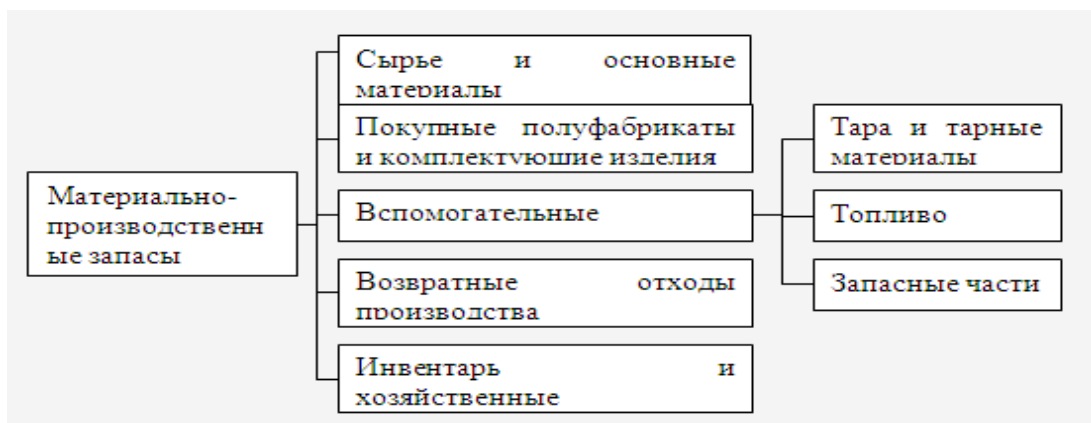 Сырье и основные
материалы
Покупные полуфабрикаты
и комплектующие изделия
Тара и тарные
материалы
Материально-
производственн
ые запасы
Вспомогательные
Топливо
Возвратные отходы
производства
Запасные части
Инвентарь и
хозяйственные